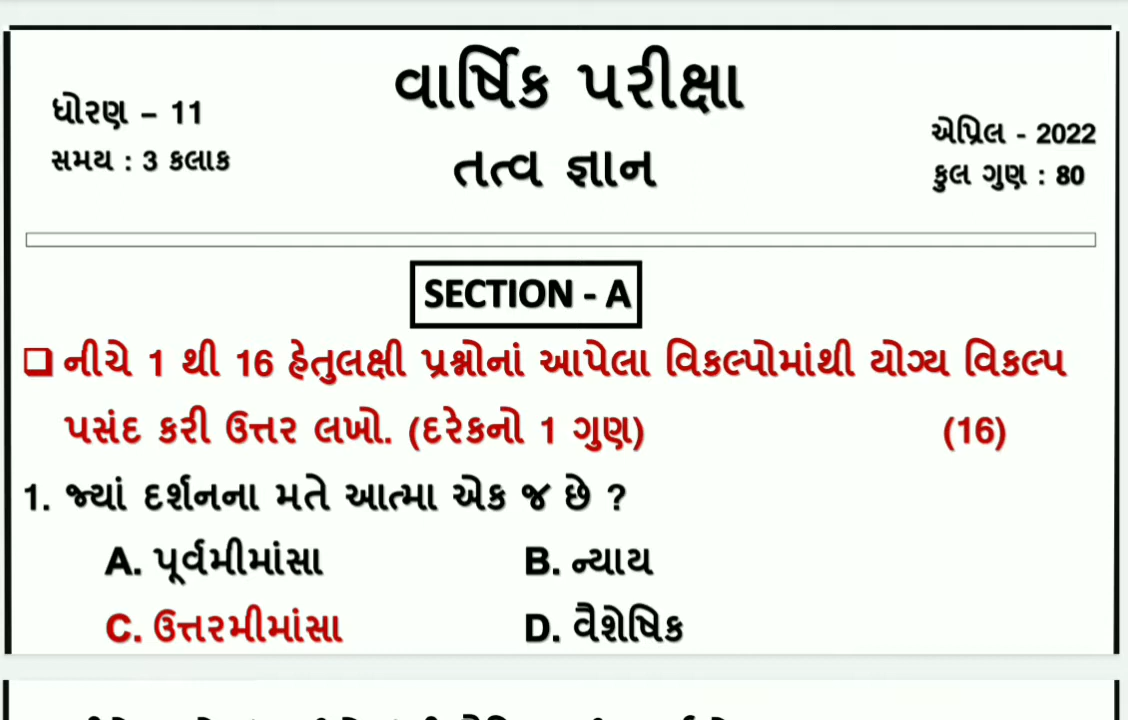 વાર્ષિક પરીક્ષા
ધોરણ – 11
એપ્રિલ - 2022
સમય : 3 કલાક
તત્વ જ્ઞાન
કુલ ગુણ : 80
SECTION - A
❑ નીચે 1 થી 16 હેતુલક્ષી પ્રશ્નોનાં આપેલા વિકલ્પોમાંથી યોગ્ય વિકલ્પ
પસંદ કરી ઉત્તર લખો. (દરેકનો 1 ગુણ) (16)
1. જ્યાં દર્શનના મતે આત્મા એક જ છે ?
A. પૂર્વમીમાંસા B. ન્યાય
C. ઉત્તરમીમાંસા D. વૈશેષિક